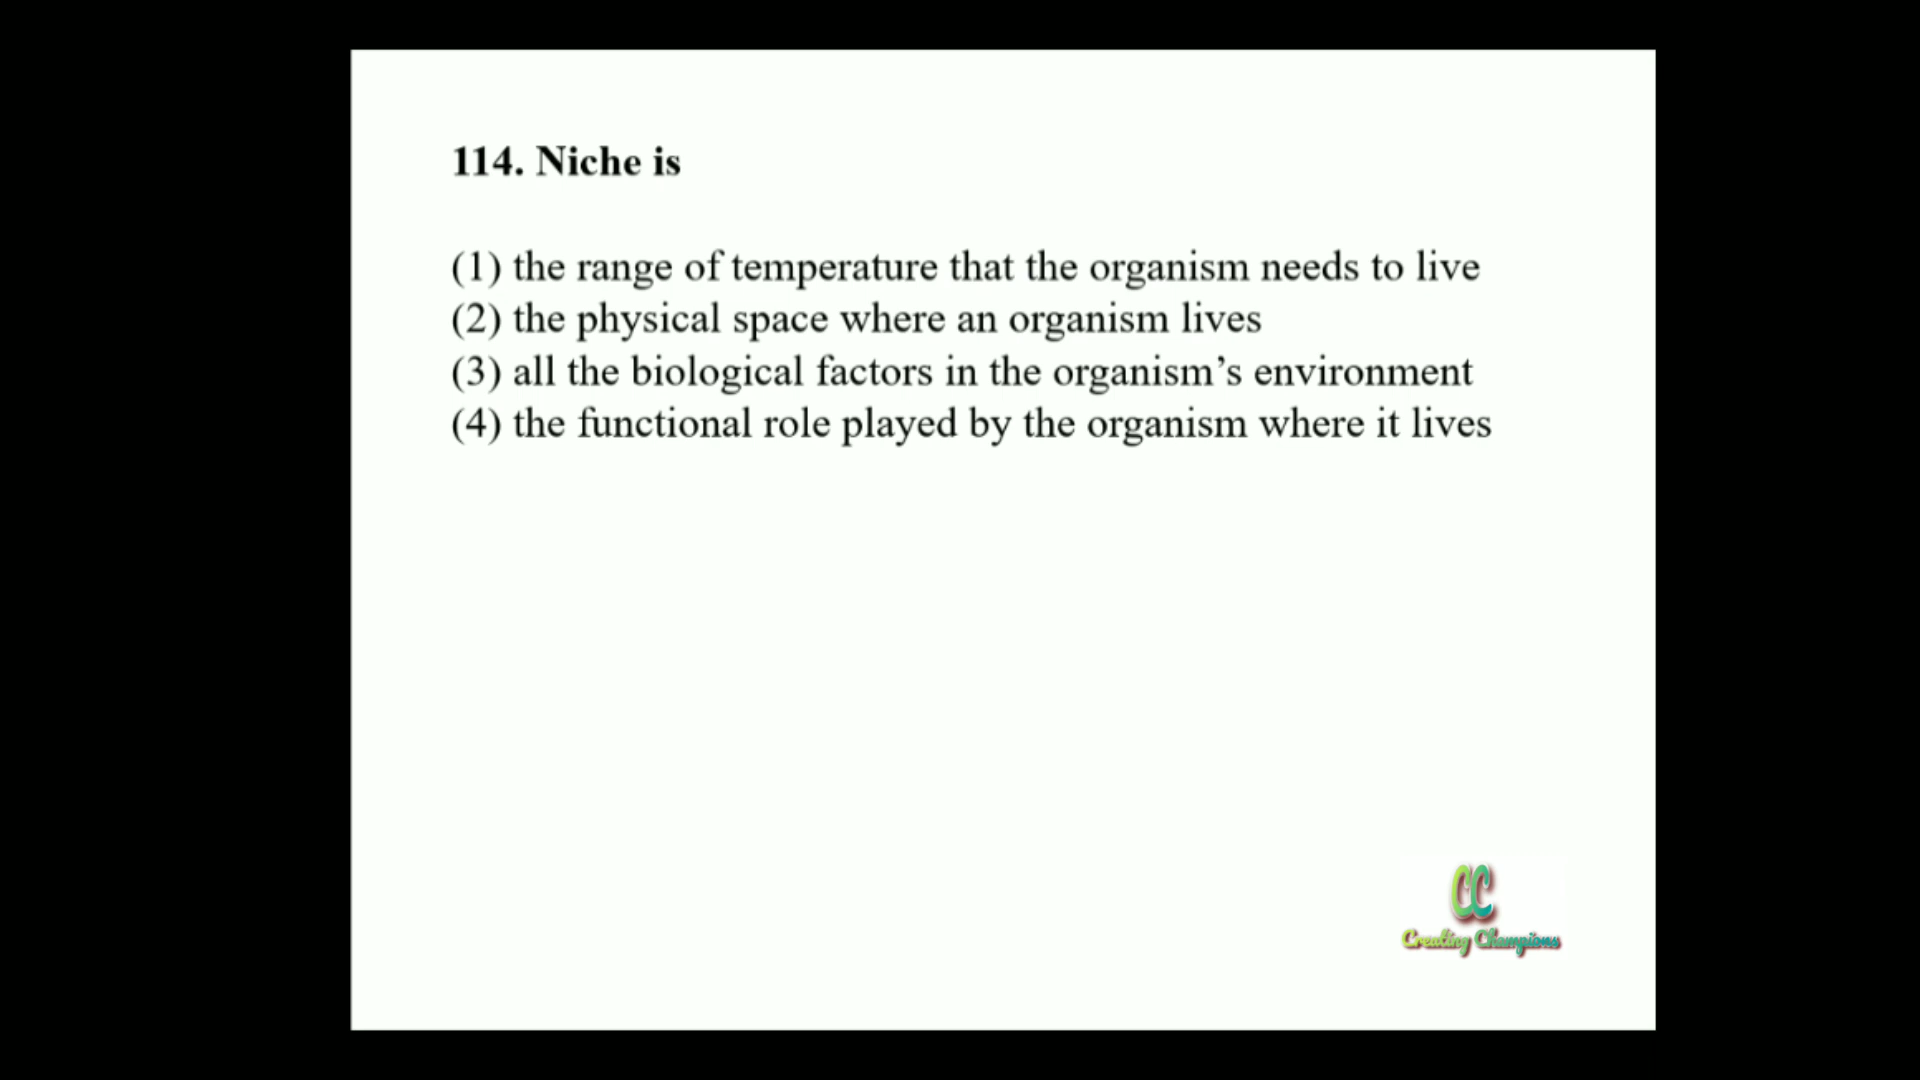 114. Niche is
(1) the range of temperature that the organism needs to live
(2) the physical space where an organism lives
(3) all the biological factors in the organism’s environment
(4) the functional role played by the organism where it lives
CC
Creating Champions